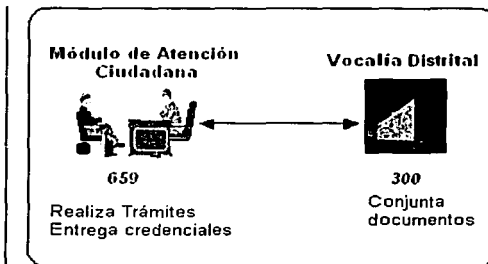 Módulo de Atención
Ciudadana
Vocalía Distrital
659
300
Realiza Trámites
Entrega credenciales
Conjunta
documentos